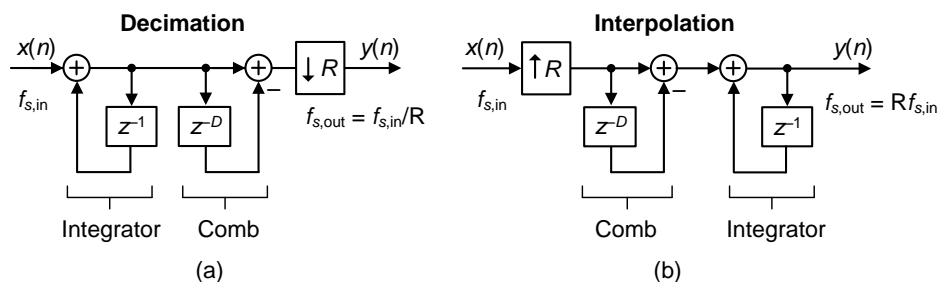 Decimation
x(n)
y(n)
+
+
–
↓ R
f_s,in
z^–1
z^–D
f_s,out = f_s,in/R
Integrator
Comb
(a)
Interpolation
x(n)
y(n)
↑ R
+
+
–
f_s,in
z^–D
z^–1
f_s,out = Rf_s,in
Comb
Integrator
(b)